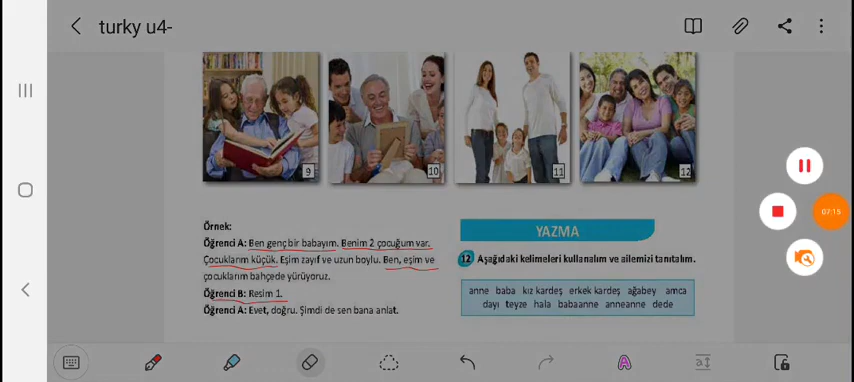 turky u4-
9
10
11
12
Örnek:
Öğrenci A: Ben genç bir babayım. Benim 2 çocuğum var.
Çocuklarım küçük. Eşim zayıf ve uzun boylu. Ben, eşim ve
çocuklarım bahçede yürüyoruz.
Öğrenci B: Resim 1.
Öğrenci A: Evet, doğru. Şimdi de sen bana anlat.
YAZMA
12 Aşağıdaki kelimeleri kullanalım ve ailemizi tanıtalım.
anne baba kız kardeş erkek kardeş ağabey amca
dayı teyze hala babaanne anneanne dede
07:15
A
a